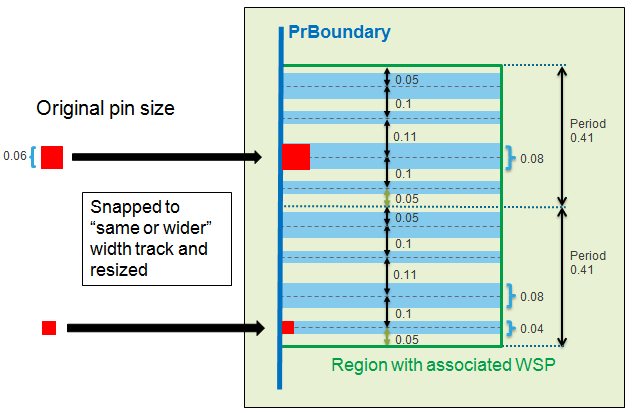 PrBoundary
Original pin size
0.06
0.05
0.1
0.11
0.1
0.05
Period
0.41
0.08
Snapped to
“same or wider”
width track and
resized
0.05
0.1
0.11
0.1
0.05
Period
0.41
0.08
0.04
Region with associated WSP